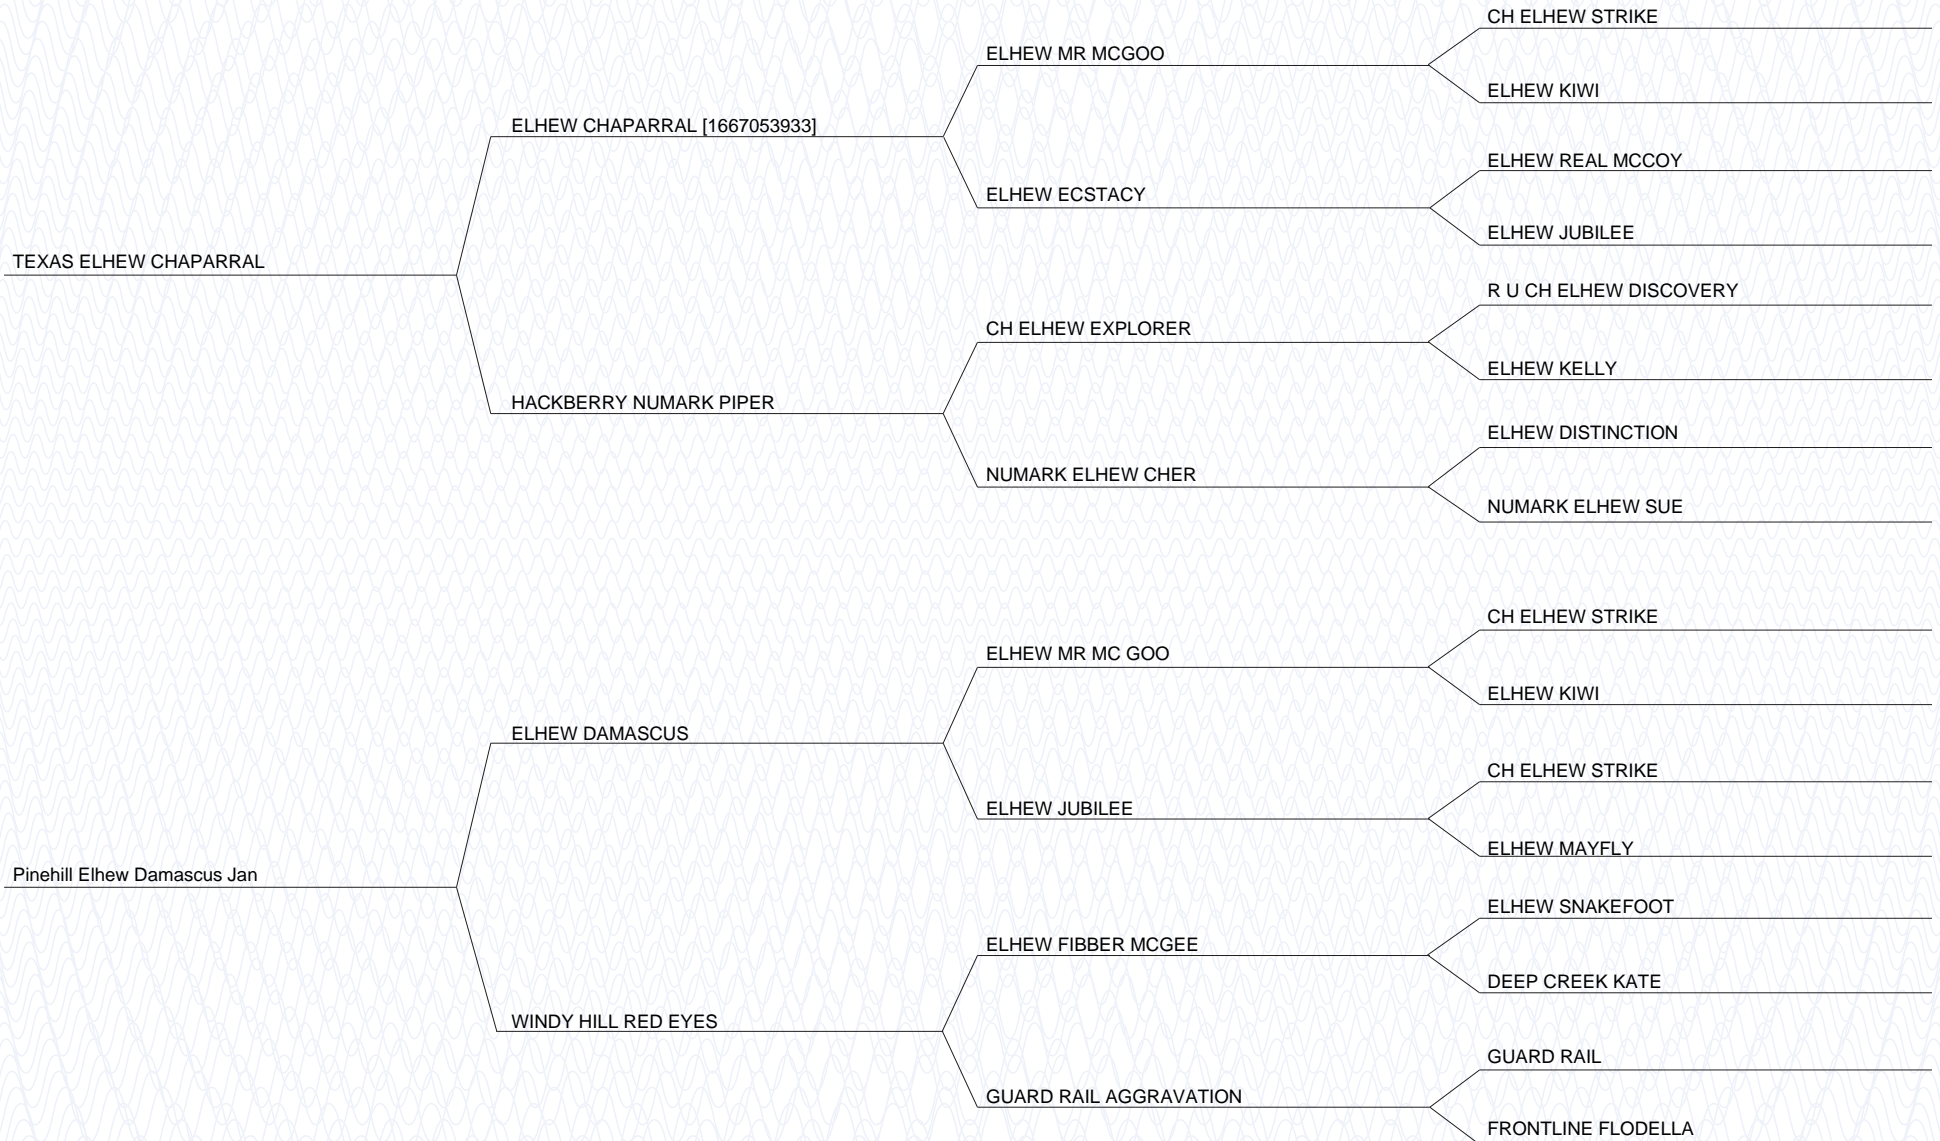 CH ELHEW STRIKE
ELHEW MR MCGOO
ELHEW KIWI
ELHEW CHAPARRAL [1667053933]
ELHEW REAL MCCOY
ELHEW ECSTACY
ELHEW JUBILEE
TEXAS ELHEW CHAPARRAL
R U CH ELHEW DISCOVERY
CH ELHEW EXPLORER
ELHEW KELLY
HACKBERRY NUMARK PIPER
ELHEW DISTINCTION
NUMARK ELHEW CHER
NUMARK ELHEW SUE
CH ELHEW STRIKE
ELHEW MR MC GOO
ELHEW KIWI
ELHEW DAMASCUS
CH ELHEW STRIKE
ELHEW JUBILEE
ELHEW MAYFLY
Pinehill Elhew Damascus Jan
ELHEW SNAKEFOOT
ELHEW FIBBER MCGEE
DEEP CREEK KATE
WINDY HILL RED EYES
GUARD RAIL
GUARD RAIL AGGRAVATION
FRONTLINE FLODELLA